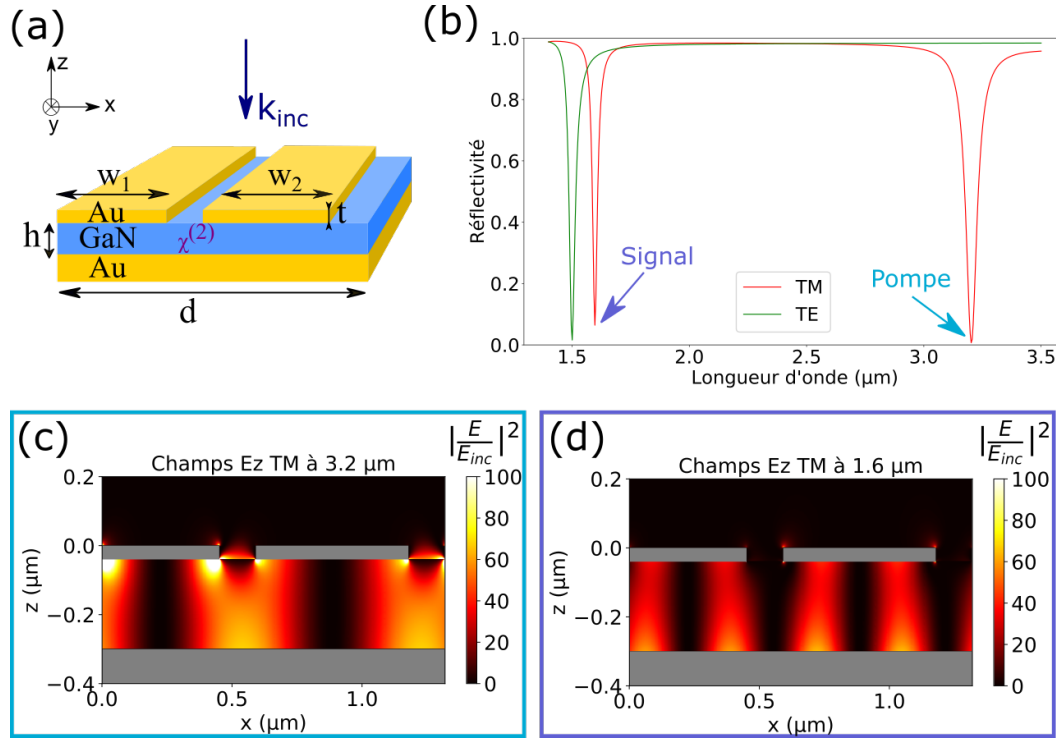 (a)
z
x
y
k_inc
w₁
w₂
Au
t
h
GaN
χ⁽²⁾
Au
d
(b)
Réflectivité
1.0
0.8
0.6
0.4
0.2
0.0
Signal
Pompe
TM
TE
1.5
2.0
2.5
3.0
3.5
Longueur d'onde (μm)
(c)
|E/E_inc|²
Champs Ez TM à 3.2 μm
z (μm)
0.2
0.0
−0.2
−0.4
0.0
0.5
1.0
x (μm)
100
80
60
40
20
0
(d)
|E/E_inc|²
Champs Ez TM à 1.6 μm
z (μm)
0.2
0.0
−0.2
−0.4
0.0
0.5
1.0
x (μm)
100
80
60
40
20
0